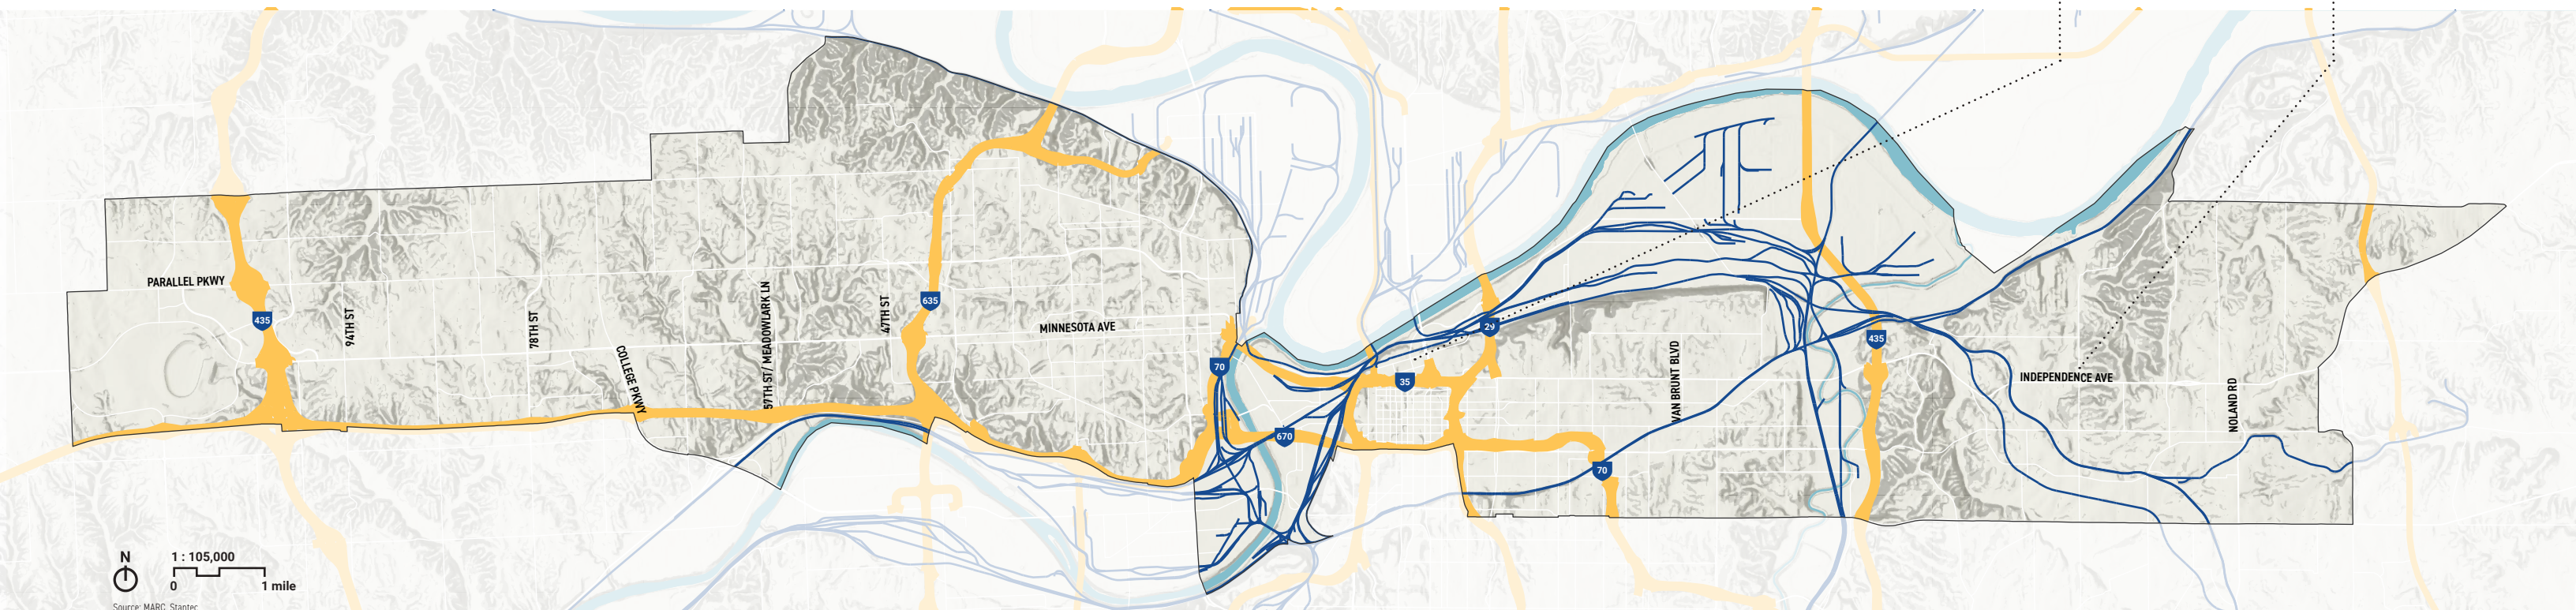 PARALLEL PKWY
435
94TH ST
78TH ST
COLLEGE PKWY
57TH ST/ MEADOWLARK LN
47TH ST
635
MINNESOTA AVE
70
670
35
29
VAN BRUNT BLVD
70
435
INDEPENDENCE AVE
NOLAND RD
N
1 : 105,000
0
1 mile
Source: MARC, Stantec